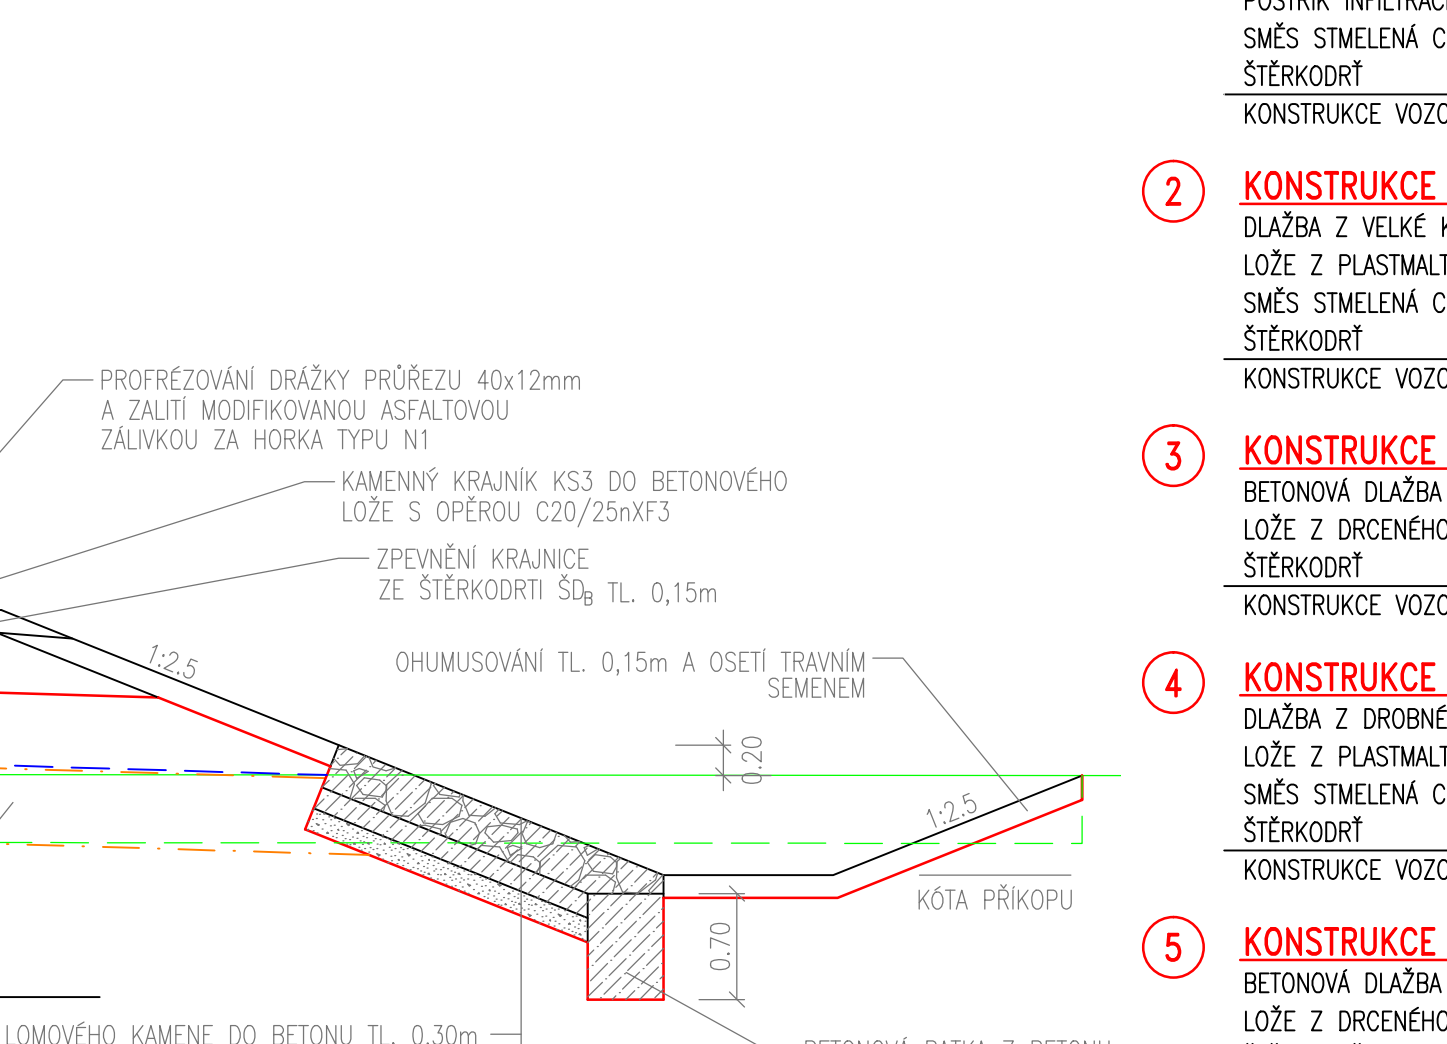 PROFRÉZOVÁNÍ DRÁŽKY PRŮŘEZU 40x12mm
A ZALITÍ MODIFIKOVANOU ASFALTOVOU
ZÁLIVKOU ZA HORKA TYPU N1
KAMENNÝ KRAJNÍK KS3 DO BETONOVÉHO
LOŽE S OPĚROU C20/25nXF3
ZPEVNĚNÍ KRAJNICE
ZE ŠTĚRKODRTI ŠDB TL. 0,15m
1:2.5
OHUMUSOVÁNÍ TL. 0,15m A OSETÍ TRAVNÍM
SEMENEM
0.20
1:2.5
KÓTA PŘÍKOPU
0.70
LOMOVÉHO KAMENE DO BETONU TL. 0,30m
BETONOVÁ PATKA Z BETONU
POSTŘIK INFILTRAČ
SMĚS STMELENÁ C
ŠTĚRKODRŤ
KONSTRUKCE VOZO
2 KONSTRUKCE
DLAŽBA Z VELKÉ K
LOŽE Z PLASTMALT
SMĚS STMELENÁ C
ŠTĚRKODRŤ
KONSTRUKCE VOZO
3 KONSTRUKCE
BETONOVÁ DLAŽBA
LOŽE Z DRCENÉHO
ŠTĚRKODRŤ
KONSTRUKCE VOZO
4 KONSTRUKCE
DLAŽBA Z DROBNÉ
LOŽE Z PLASTMALT
SMĚS STMELENÁ C
ŠTĚRKODRŤ
KONSTRUKCE VOZO
5 KONSTRUKCE
BETONOVÁ DLAŽBA
LOŽE Z DRCENÉHO